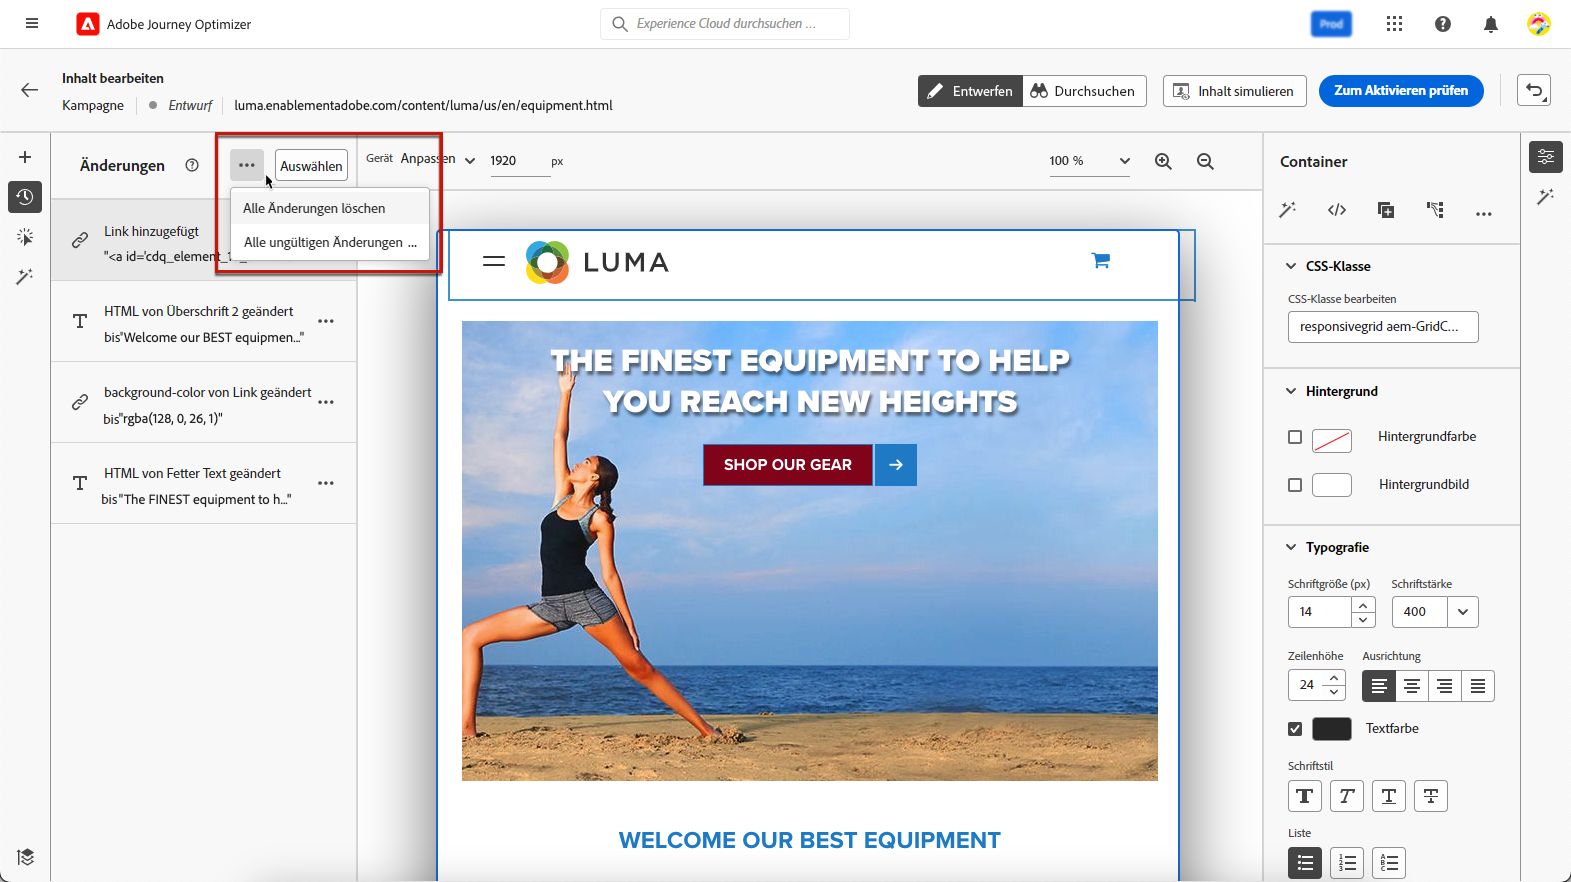 Adobe Journey Optimizer
Experience Cloud durchsuchen ...
Prod
Inhalt bearbeiten
Kampagne
Entwurf
luma.enablementadobe.com/content/luma/us/en/equipment.html
Entwerfen
Durchsuchen
Inhalt simulieren
Zum Aktivieren prüfen
Änderungen
Auswählen
Alle Änderungen löschen
Alle ungültigen Änderungen ...
Link hinzugefügt
"<a id='cdq_element_1
HTML von Überschrift 2 geändert
bis"Welcome our BEST equipmen..."
background-color von Link geändert
bis"rgba(128, 0, 26, 1)"
HTML von Fetter Text geändert
bis"The FINEST equipment to h..."
Gerät Anpassen
1920 px
100 %
LUMA
THE FINEST EQUIPMENT TO HELP
YOU REACH NEW HEIGHTS
SHOP OUR GEAR
WELCOME OUR BEST EQUIPMENT
Container
CSS-Klasse
CSS-Klasse bearbeiten
responsivegrid aem-GridC...
Hintergrund
Hintergrundfarbe
Hintergrundbild
Typografie
Schriftgröße (px) Schriftstärke
14 400
Zeilenhöhe Ausrichtung
24
Textfarbe
Schriftstil
Liste